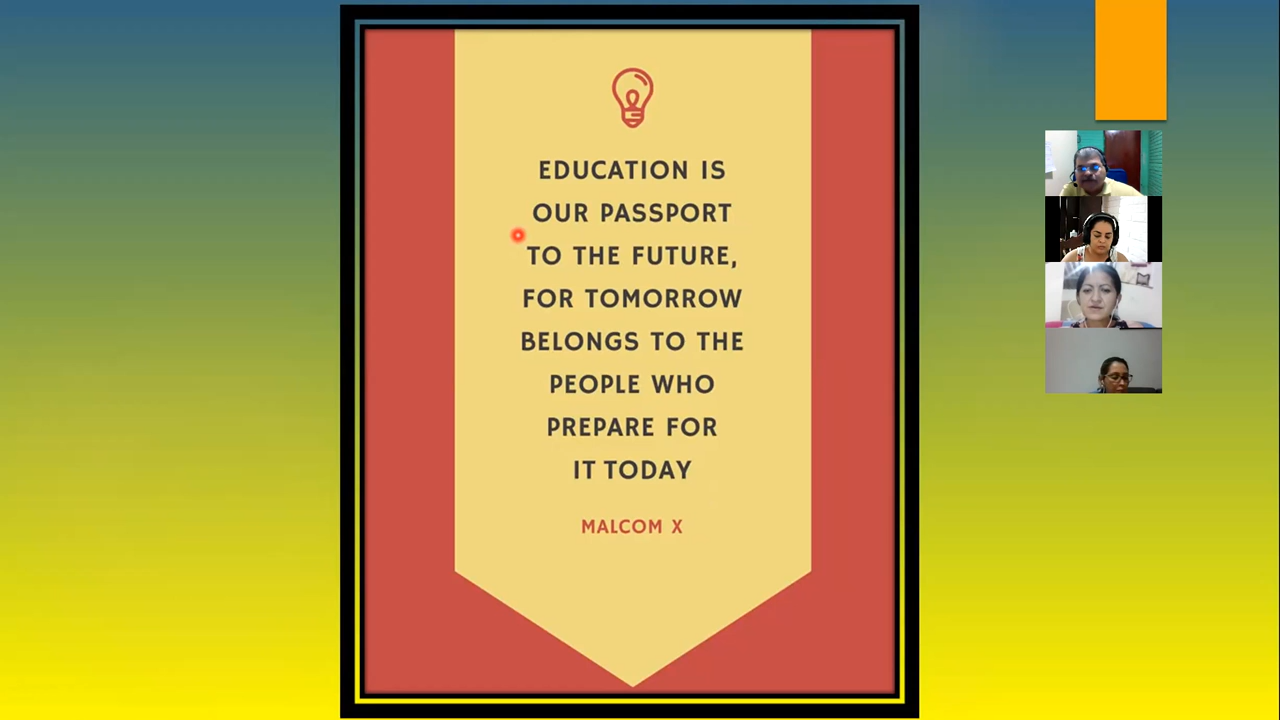 EDUCATION IS
OUR PASSPORT
TO THE FUTURE,
FOR TOMORROW
BELONGS TO THE
PEOPLE WHO
PREPARE FOR
IT TODAY
MALCOM X